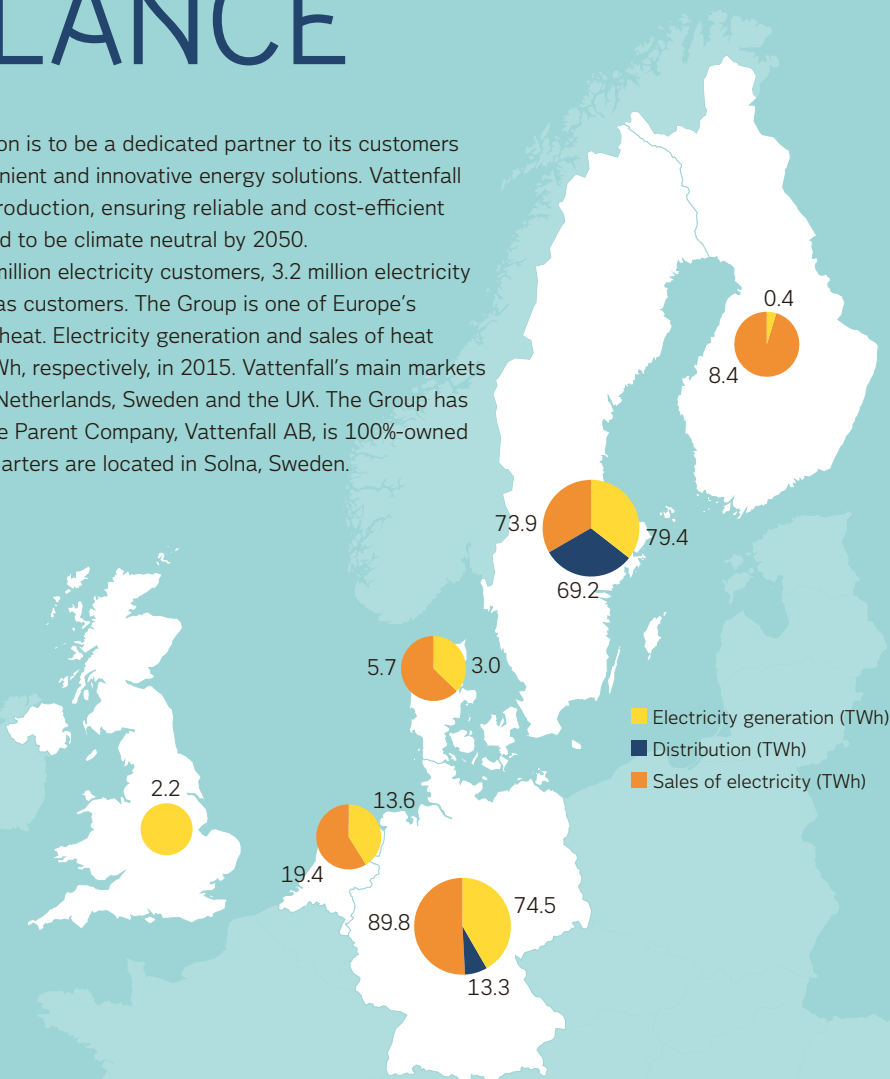 LANCE
on is to be a dedicated partner to its customers
nient and innovative energy solutions. Vattenfall
roduction, ensuring reliable and cost-efficient
d to be climate neutral by 2050.
million electricity customers, 3.2 million electricity
as customers. The Group is one of Europe's
heat. Electricity generation and sales of heat
Wh, respectively, in 2015. Vattenfall's main markets
Netherlands, Sweden and the UK. The Group has
e Parent Company, Vattenfall AB, is 100%-owned
arters are located in Solna, Sweden.
0.4
8.4
73.9
79.4
69.2
5.7
3.0
Electricity generation (TWh)
Distribution (TWh)
Sales of electricity (TWh)
2.2
13.6
19.4
89.8
74.5
13.3